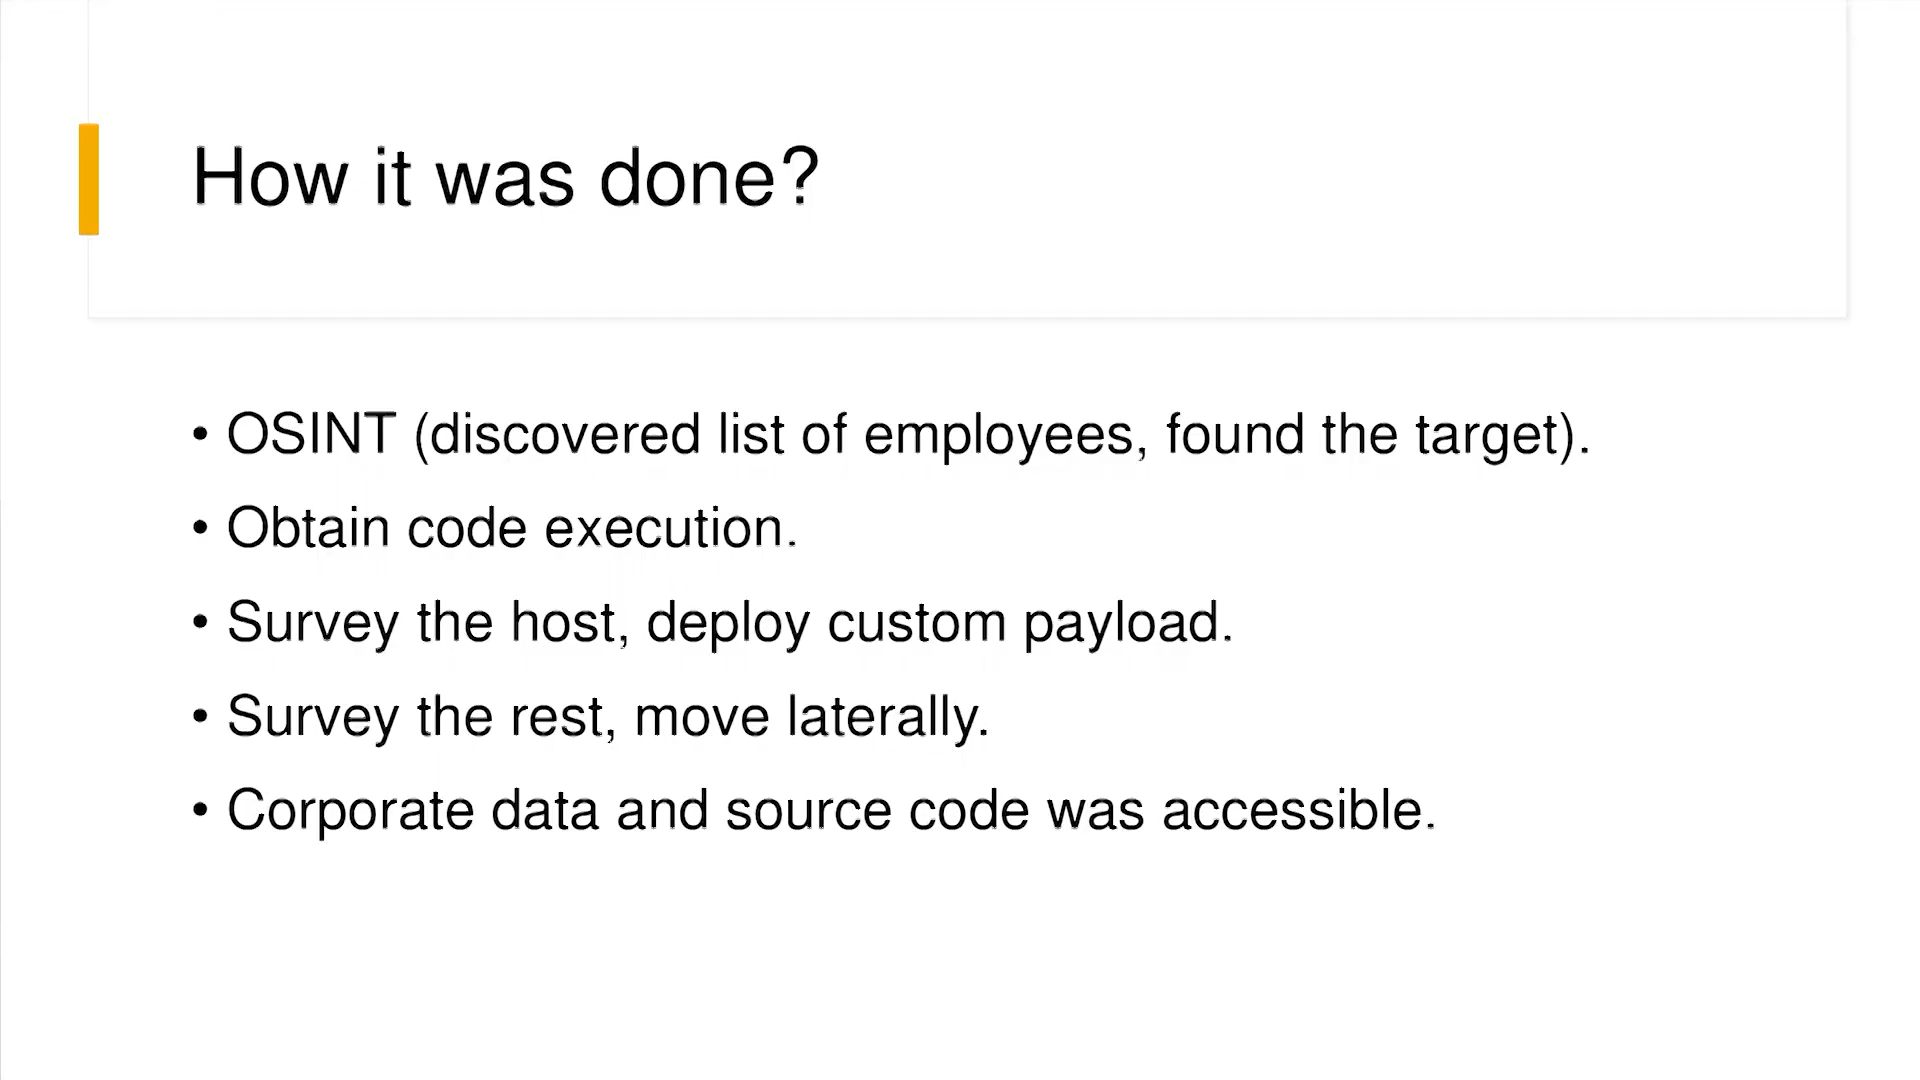 How it was done?
• OSINT (discovered list of employees, found the target).
• Obtain code execution.
• Survey the host, deploy custom payload.
• Survey the rest, move laterally.
• Corporate data and source code was accessible.